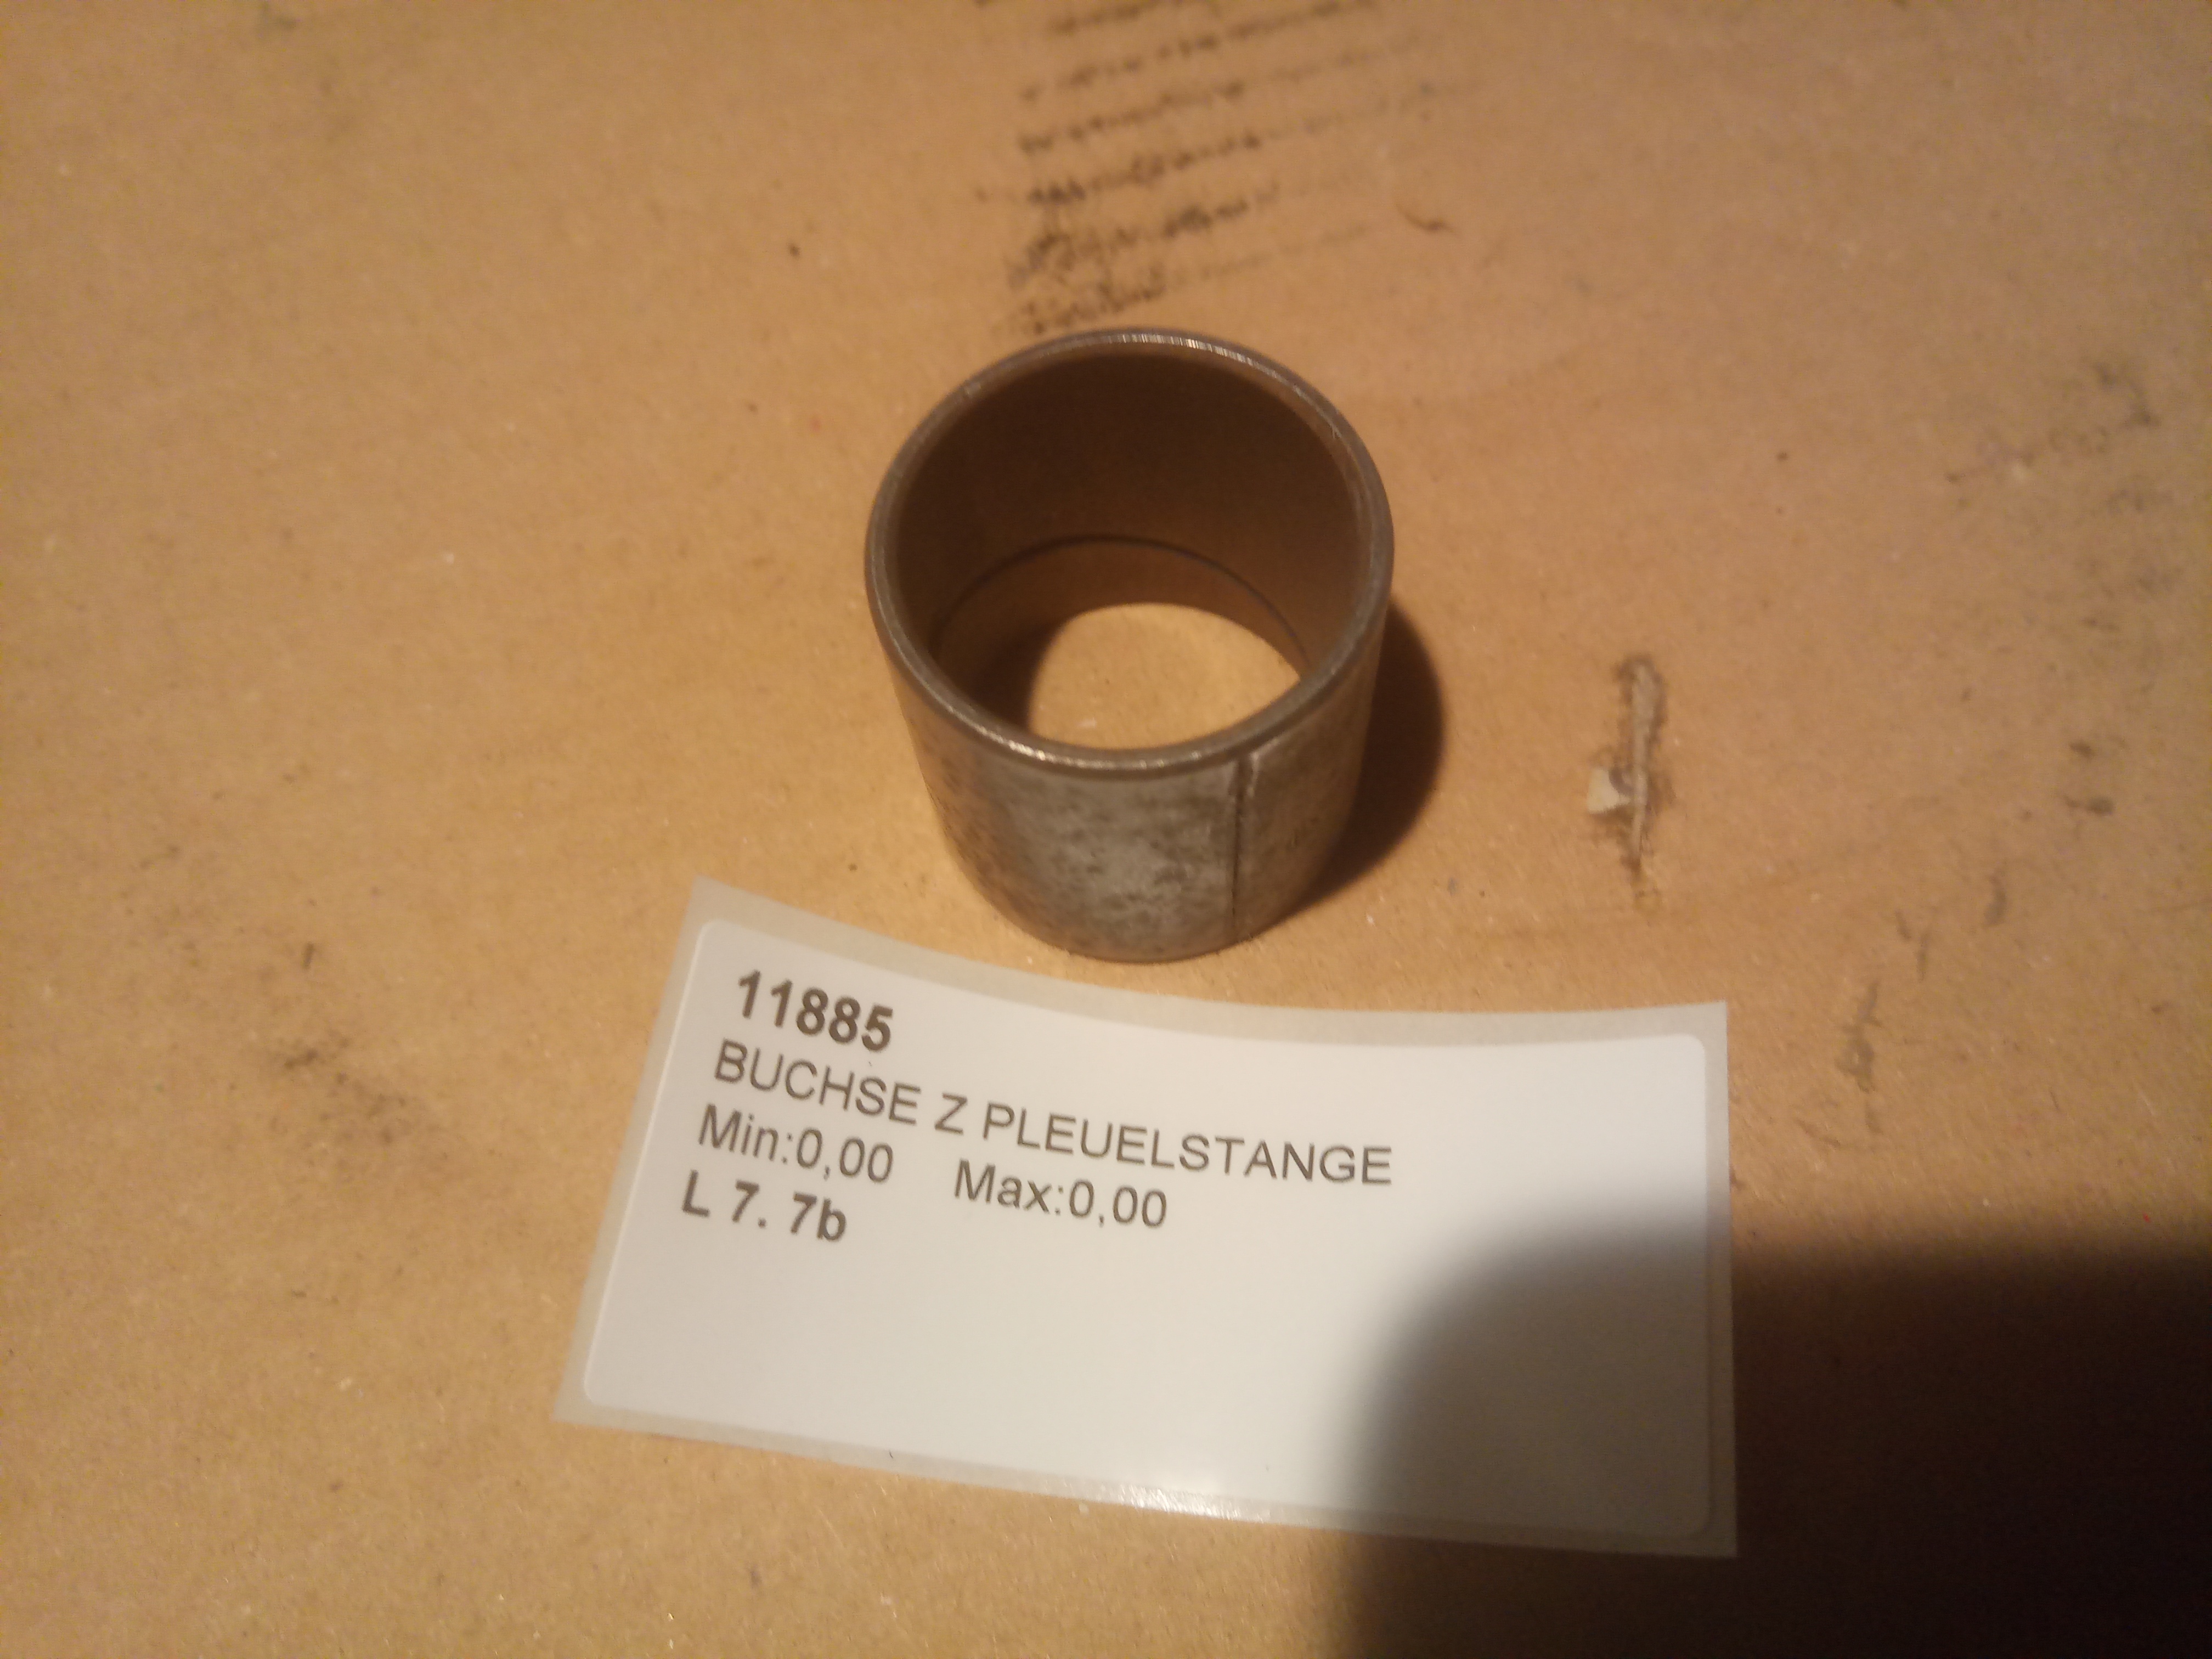 11885
BUCHSE Z PLEUELSTANGE
Min:0,00 Max:0,00
L 7. 7b